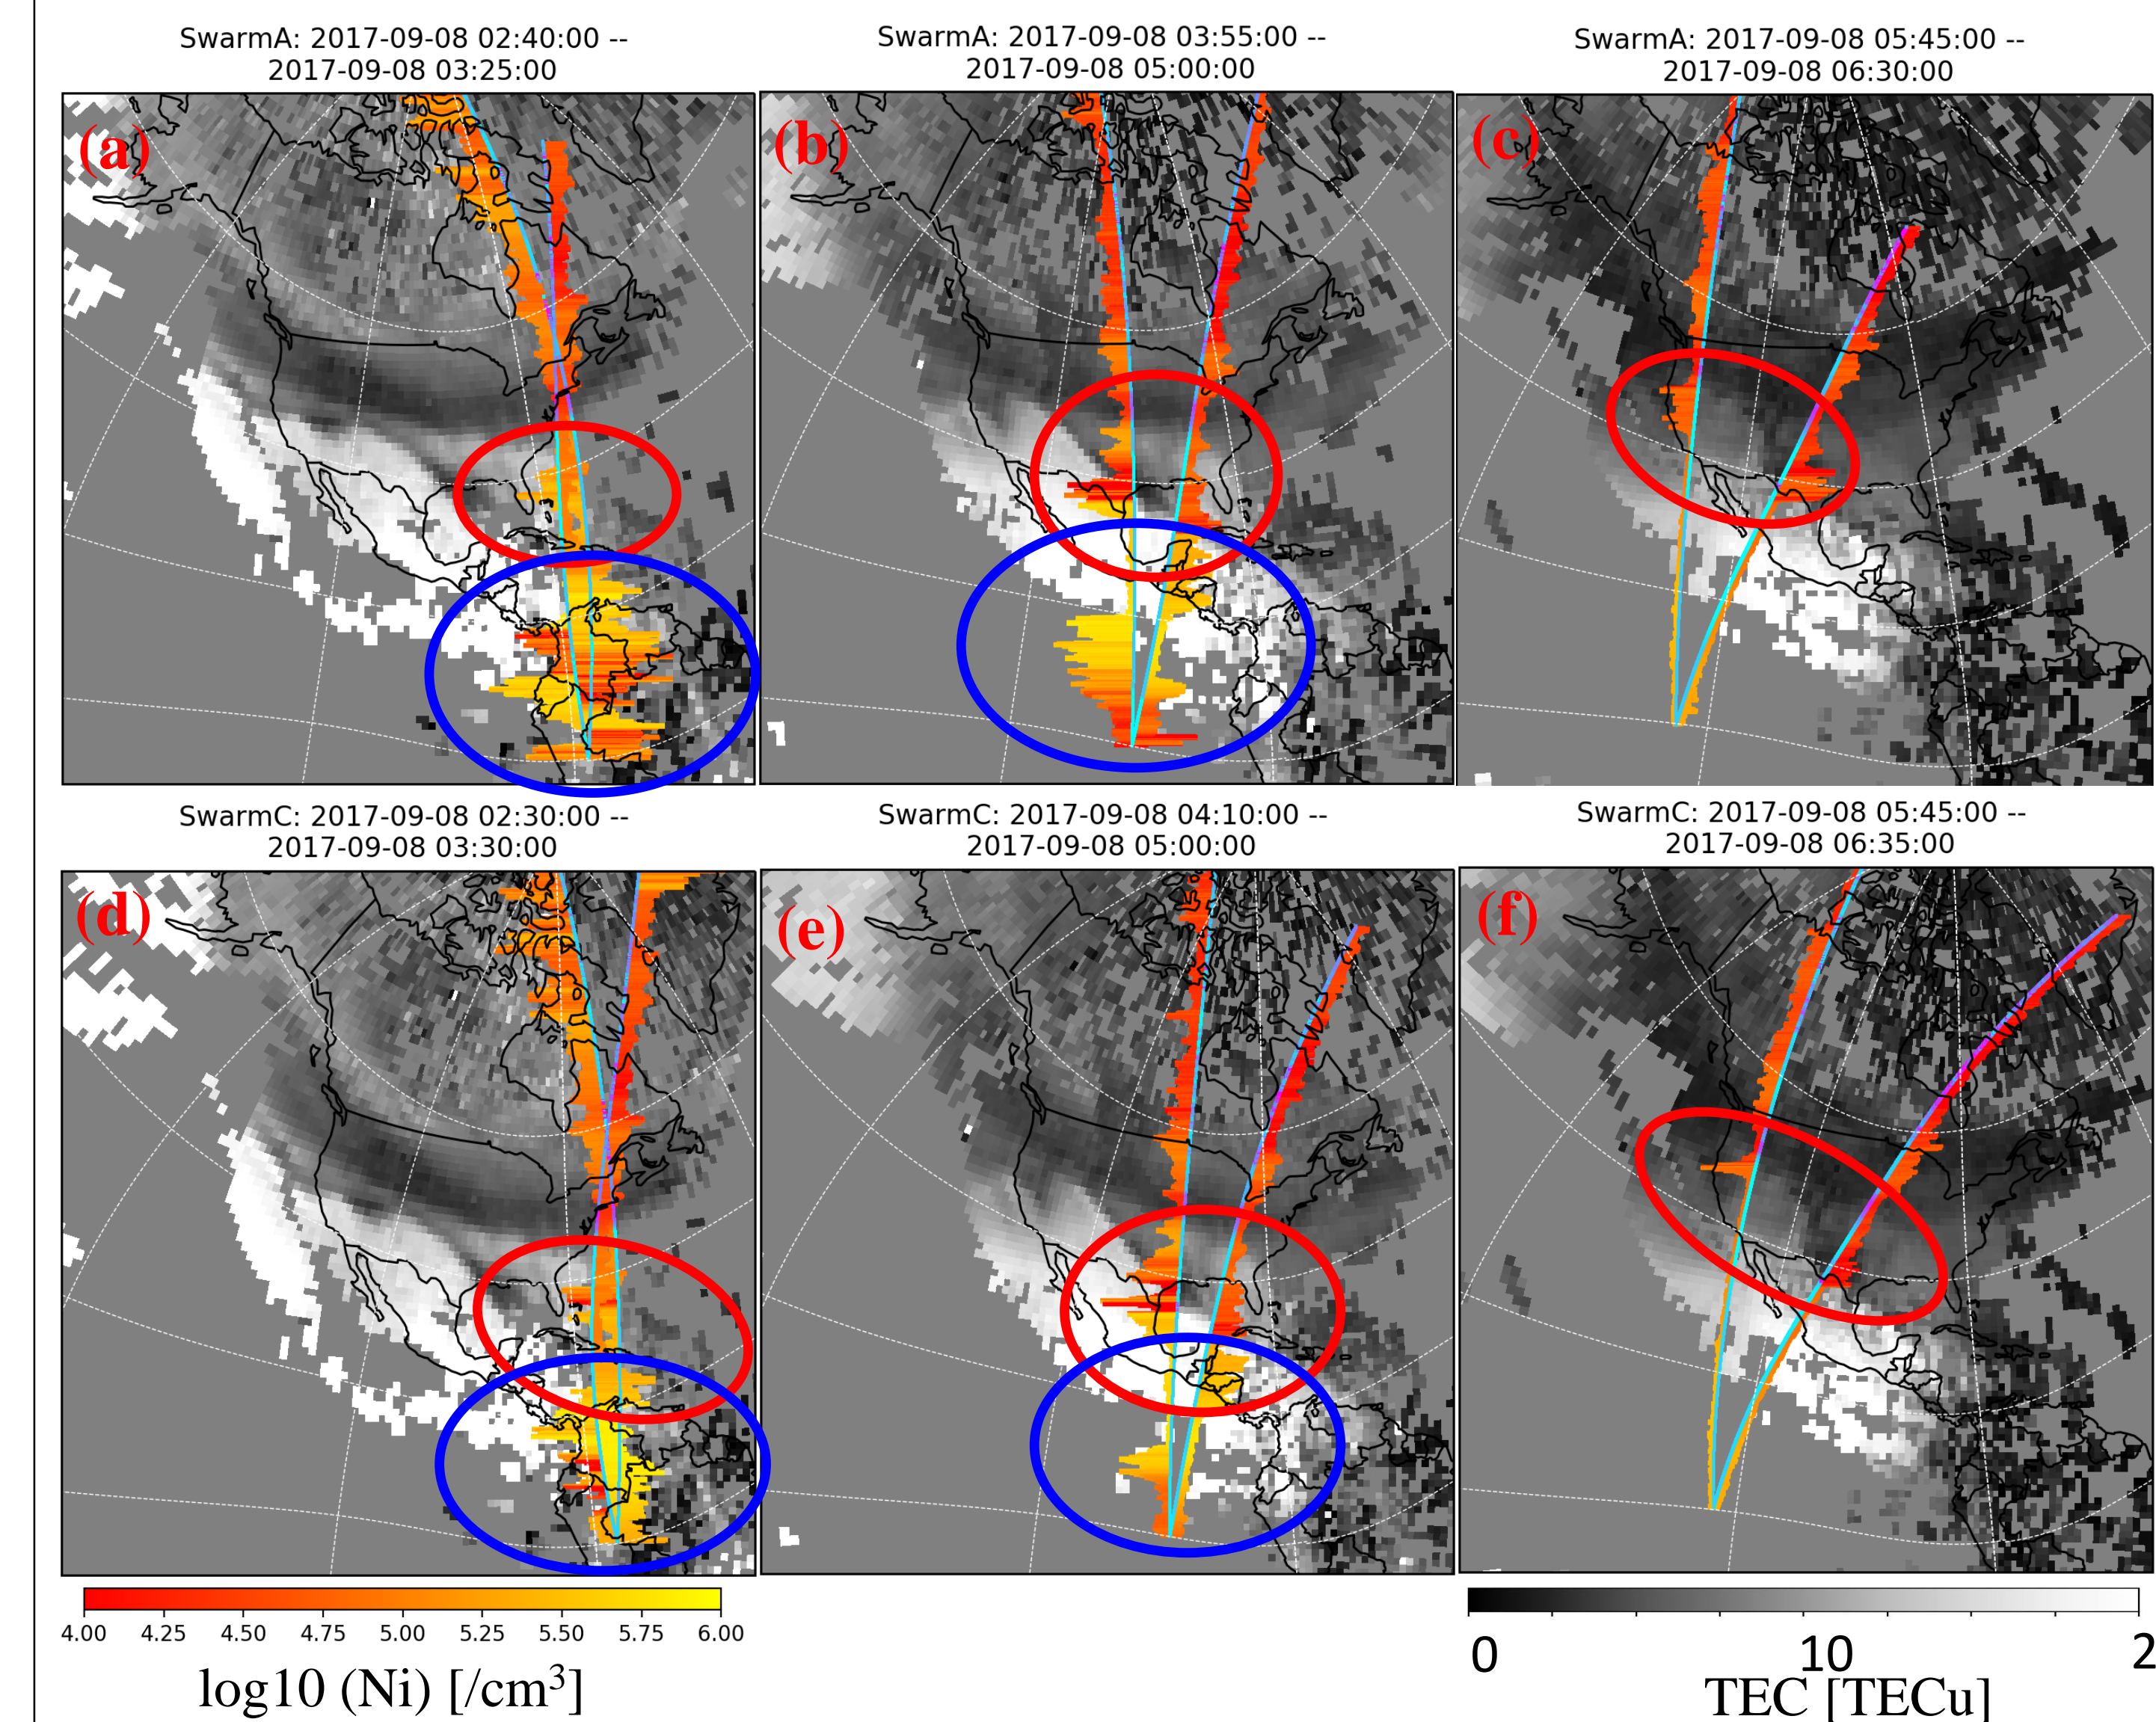 SwarmA: 2017-09-08 02:40:00 --
2017-09-08 03:25:00
SwarmA: 2017-09-08 03:55:00 --
2017-09-08 05:00:00
SwarmA: 2017-09-08 05:45:00 --
2017-09-08 06:30:00
(a)
(b)
(c)
SwarmC: 2017-09-08 02:30:00 --
2017-09-08 03:30:00
SwarmC: 2017-09-08 04:10:00 --
2017-09-08 05:00:00
SwarmC: 2017-09-08 05:45:00 --
2017-09-08 06:35:00
(d)
(e)
(f)
4.00 4.25 4.50 4.75 5.00 5.25 5.50 5.75 6.00
log10 (Ni) [/cm³]
0 10 2
TEC [TECu]